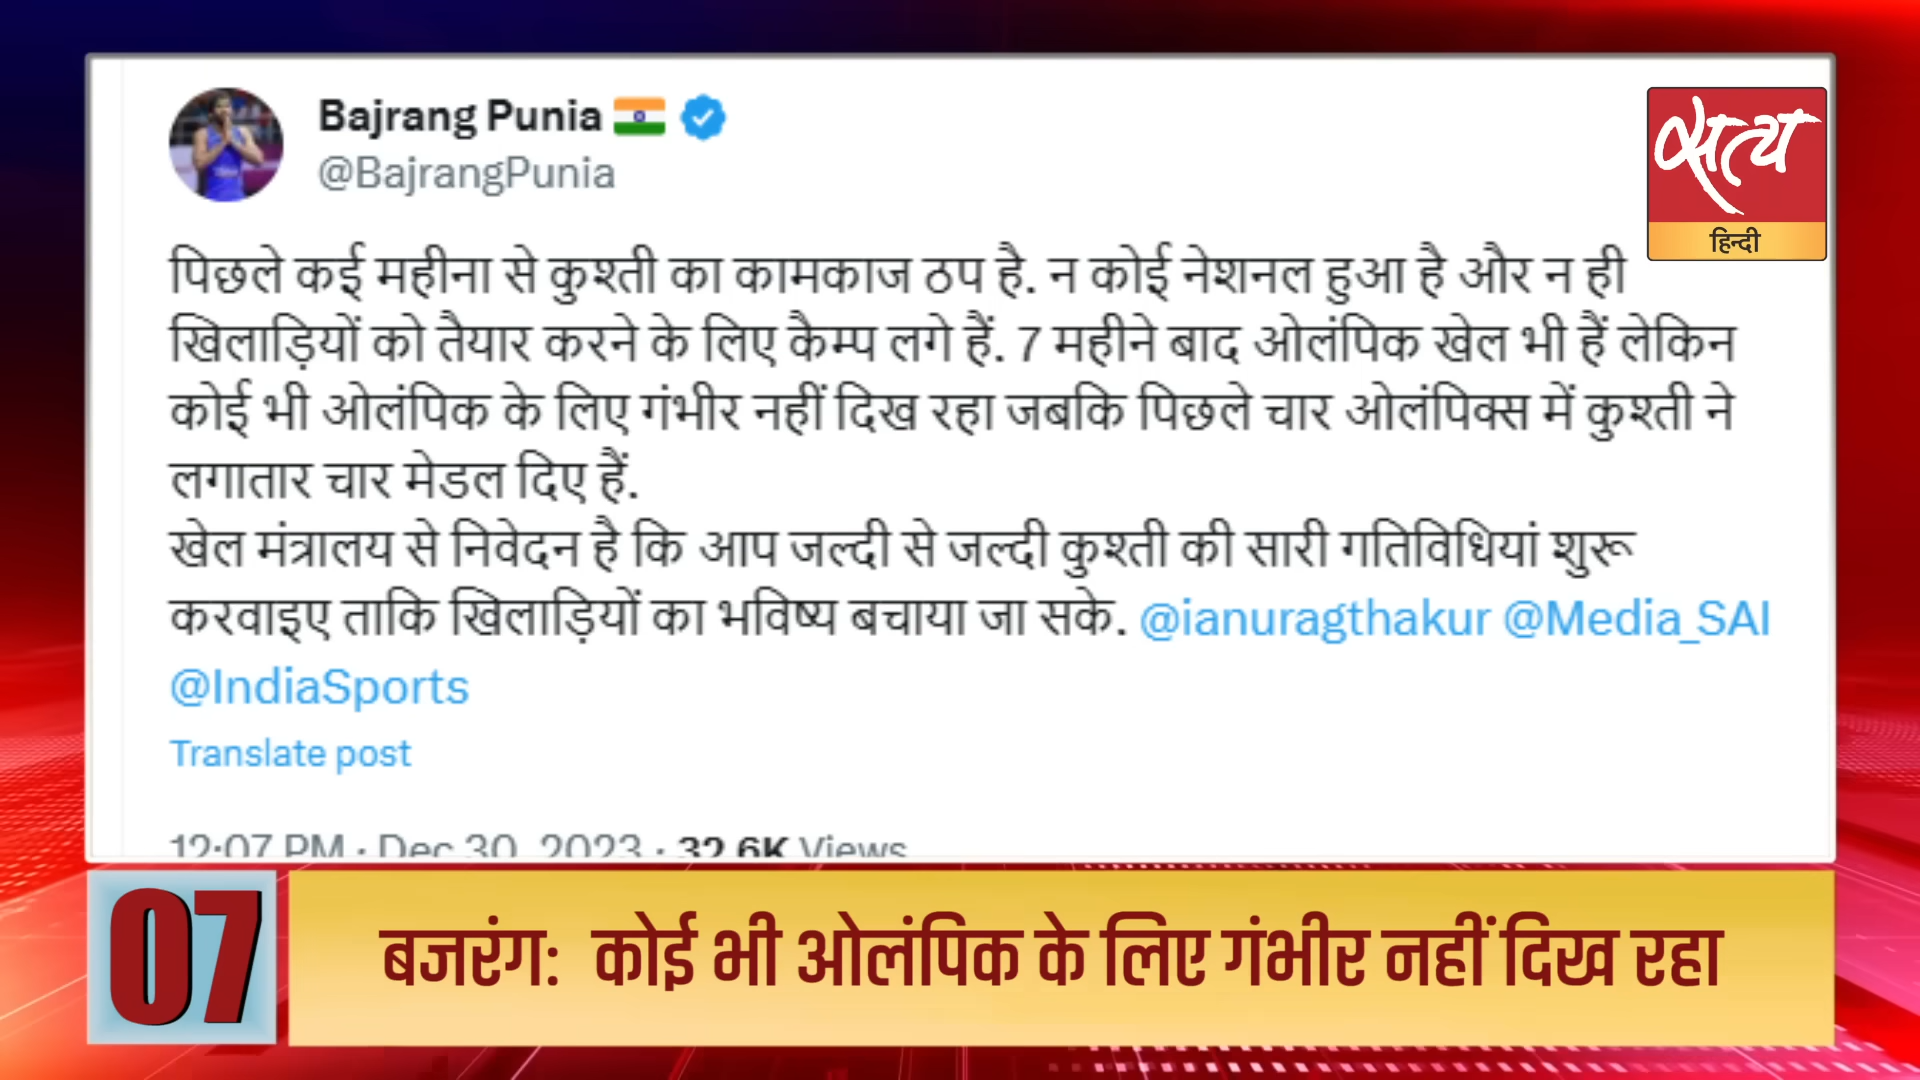 Bajrang Punia
@BajrangPunia
सत्य
हिन्दी
पिछले कई महीना से कुश्ती का कामकाज ठप है. न कोई नेशनल हुआ है और न ही
खिलाड़ियों को तैयार करने के लिए कैम्प लगे हैं. 7 महीने बाद ओलंपिक खेल भी हैं लेकिन
कोई भी ओलंपिक के लिए गंभीर नहीं दिख रहा जबकि पिछले चार ओलंपिक्स में कुश्ती ने
लगातार चार मेडल दिए हैं.
खेल मंत्रालय से निवेदन है कि आप जल्दी से जल्दी कुश्ती की सारी गतिविधियां शुरू
करवाइए ताकि खिलाड़ियों का भविष्य बचाया जा सके. @ianuragthakur @Media_SAI
@IndiaSports
Translate post
12:07 PM · Dec 30, 2023 · 32.6K Views
07
बजरंग: कोई भी ओलंपिक के लिए गंभीर नहीं दिख रहा